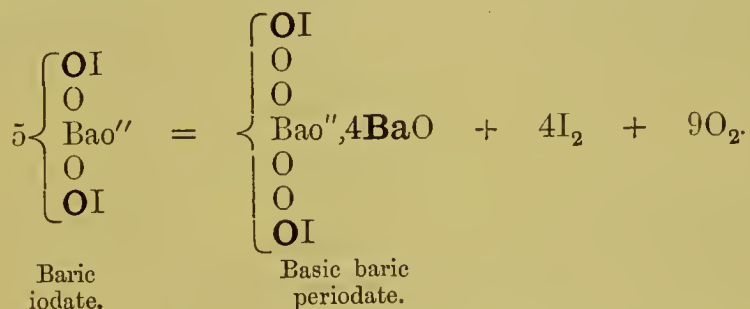 OI OI
O O
O O
5 Bao″ = Bao″,4BaO + 4I₂ + 9O₂.
O O
OI O
OI
Baric Basic baric
iodate. periodate.